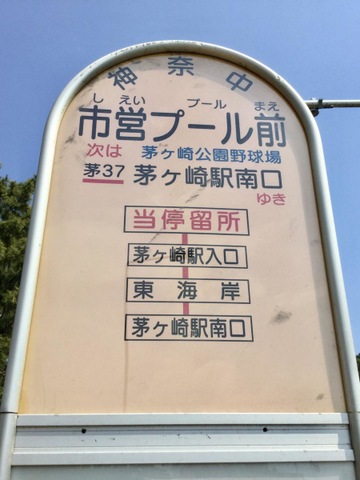 神奈中
しえい プール まえ
市営プール前
次は 茅ヶ崎公園野球場
茅37 茅ヶ崎駅南口
ゆき
当停留所
茅ヶ崎駅入口
東海岸
茅ヶ崎駅南口